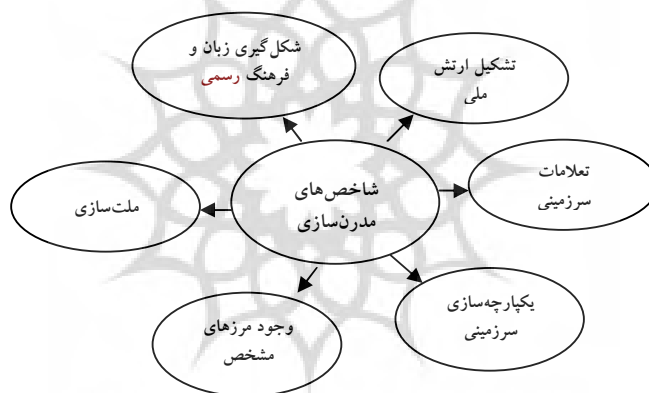 شکل‌گیری زبان و
فرهنگ رسمی
تشکیل ارتش
ملی
تعلامات
سرزمینی
شاخص‌های
مدرن‌سازی
ملت‌سازی
یکپارچه‌سازی
سرزمینی
وجود مرزهای
مشخص